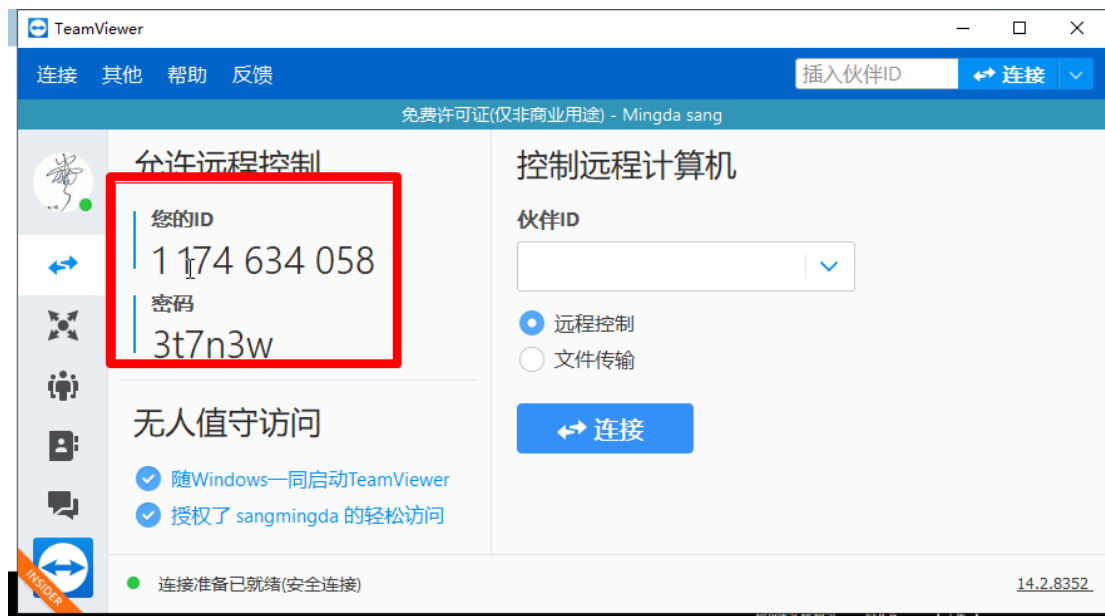 TeamViewer
连接 其他 帮助 反馈 插入伙伴ID 连接
免费许可证(仅非商业用途) - Mingda sang
允许远程控制
您的ID
1 174 634 058
密码
3t7n3w
无人值守访问
随Windows一同启动TeamViewer
授权了 sangmingda 的轻松访问
控制远程计算机
伙伴ID
远程控制
文件传输
连接
INSIDER
连接准备已就绪(安全连接)
14.2.8352